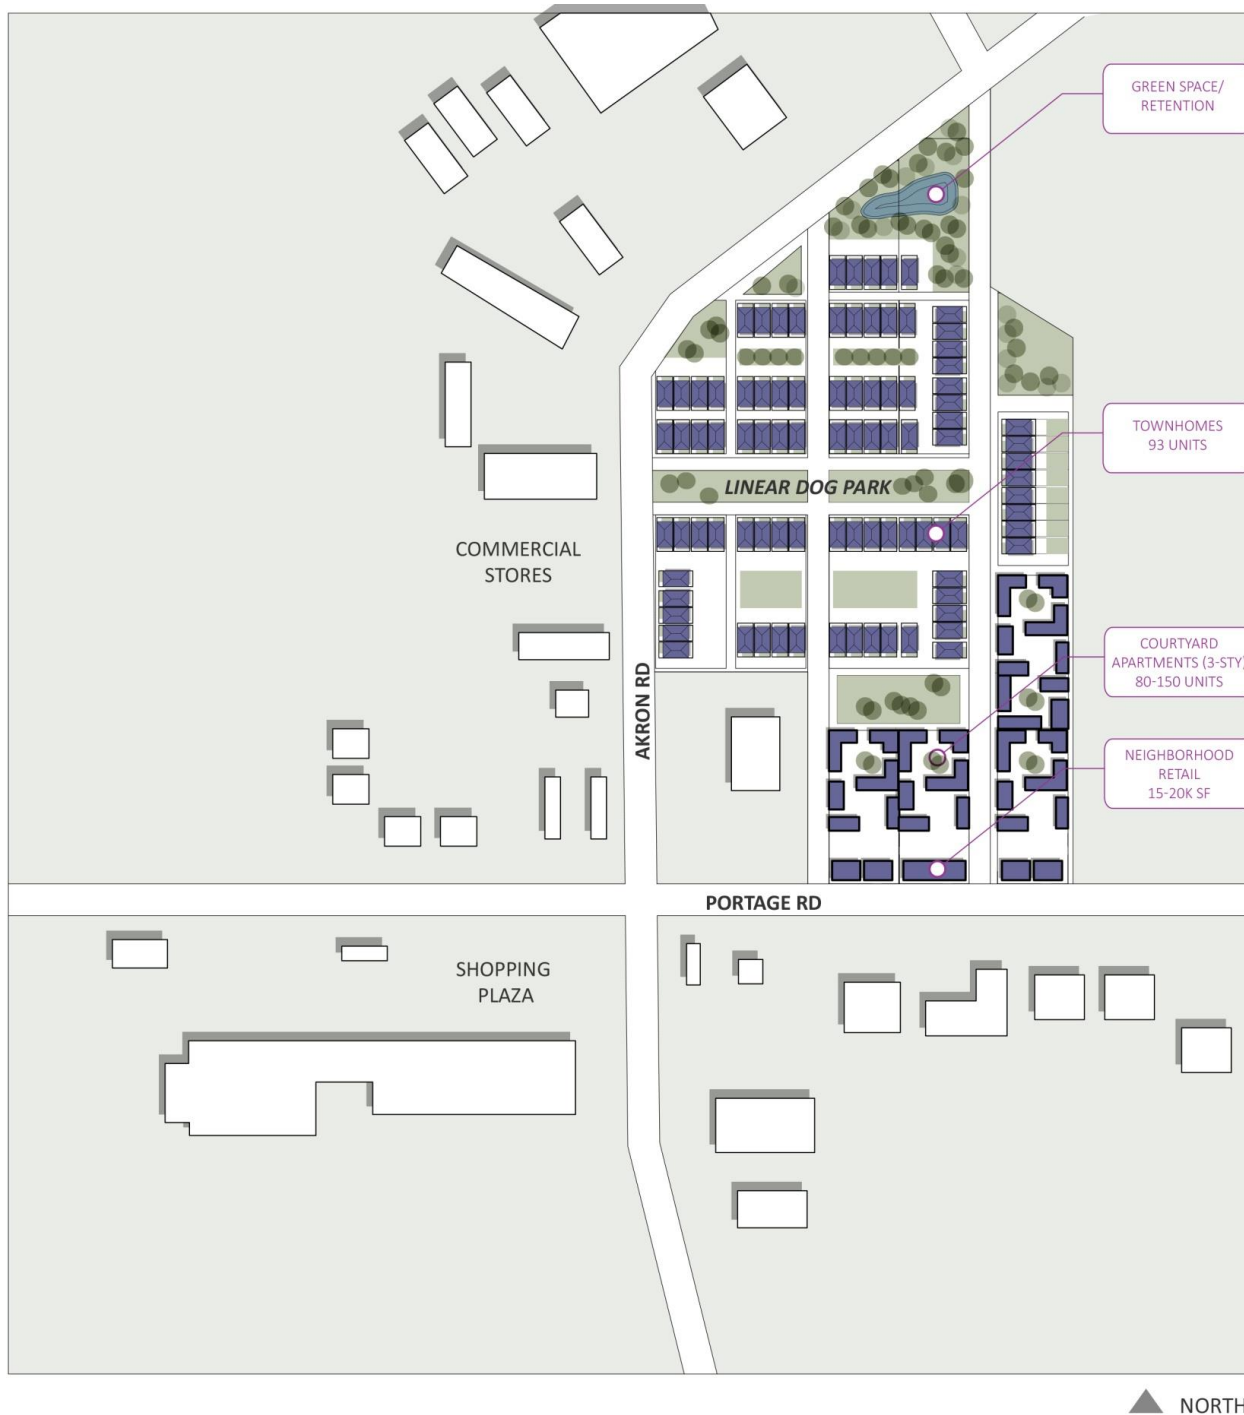 GREEN SPACE/
RETENTION
TOWNHOMES
93 UNITS
LINEAR DOG PARK
COMMERCIAL
STORES
COURTYARD
APARTMENTS (3-STY)
80-150 UNITS
AKRON RD
NEIGHBORHOOD
RETAIL
15-20K SF
PORTAGE RD
SHOPPING
PLAZA
NORTH